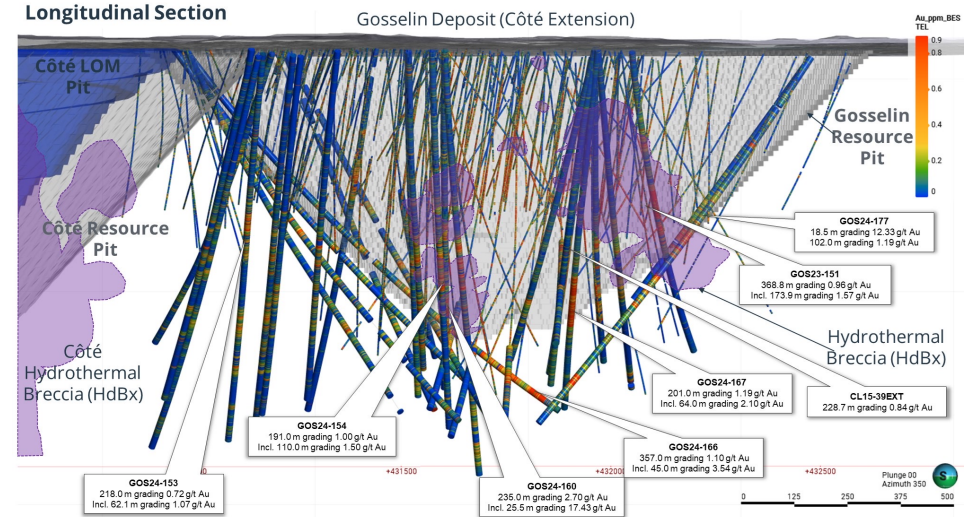 Longitudinal Section
Gosselin Deposit (Côté Extension)
Au_ppm_BES
TEL
0.9
0.8
0.6
0.4
0.2
0
Côté LOM
Pit
Gosselin
Resource
Pit
Côté Resource
Pit
GOS24-177
18.5 m grading 12.33 g/t Au
102.0 m grading 1.19 g/t Au
GOS23-151
368.8 m grading 0.96 g/t Au
Incl. 173.9 m grading 1.57 g/t Au
Hydrothermal
Breccia (HdBx)
Côté
Hydrothermal
Breccia (HdBx)
GOS24-167
201.0 m grading 1.19 g/t Au
Incl. 64.0 m grading 2.10 g/t Au
CL15-39EXT
228.7 m grading 0.84 g/t Au
GOS24-154
191.0 m grading 1.00 g/t Au
Incl. 110.0 m grading 1.50 g/t Au
GOS24-166
357.0 m grading 1.10 g/t Au
Incl. 45.0 m grading 3.54 g/t Au
+431500
+432500
GOS24-153
218.0 m grading 0.72 g/t Au
Incl. 62.1 m grading 1.07 g/t Au
GOS24-160
235.0 m grading 2.70 g/t Au
Incl. 25.5 m grading 17.43 g/t Au
Plunge 00
Azimuth 350
S
0 125 250 375 500